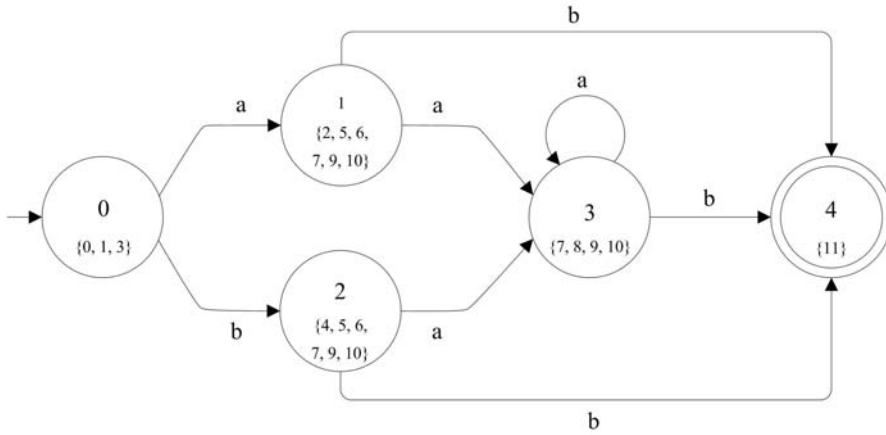 b
1
{2, 5, 6,
7, 9, 10}
a
a
a
0
{0, 1, 3}
3
{7, 8, 9, 10}
b
4
{11}
2
{4, 5, 6,
7, 9, 10}
b
a
b